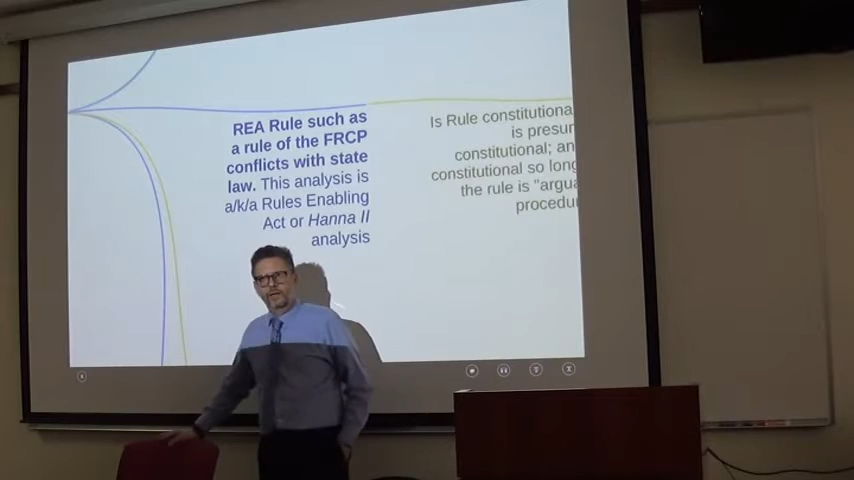 REA Rule such as
a rule of the FRCP
conflicts with state
law. This analysis is
a/k/a Rules Enabling
Act or Hanna II
analysis
Is Rule constitutiona
is presu
constitutional; an
constitutional so long
the rule is "argua
procedu